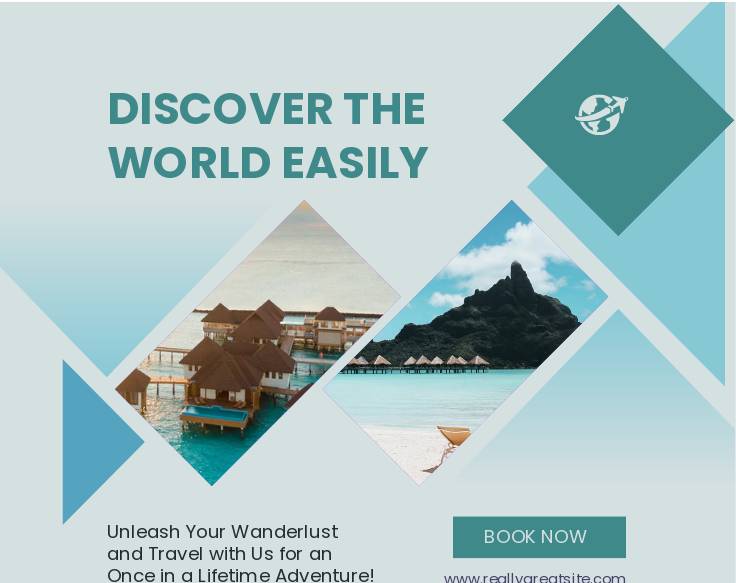 DISCOVER THE
WORLD EASILY
Unleash Your Wanderlust
and Travel with Us for an
Once in a Lifetime Adventure!
BOOK NOW
www.reallygreatsite.com